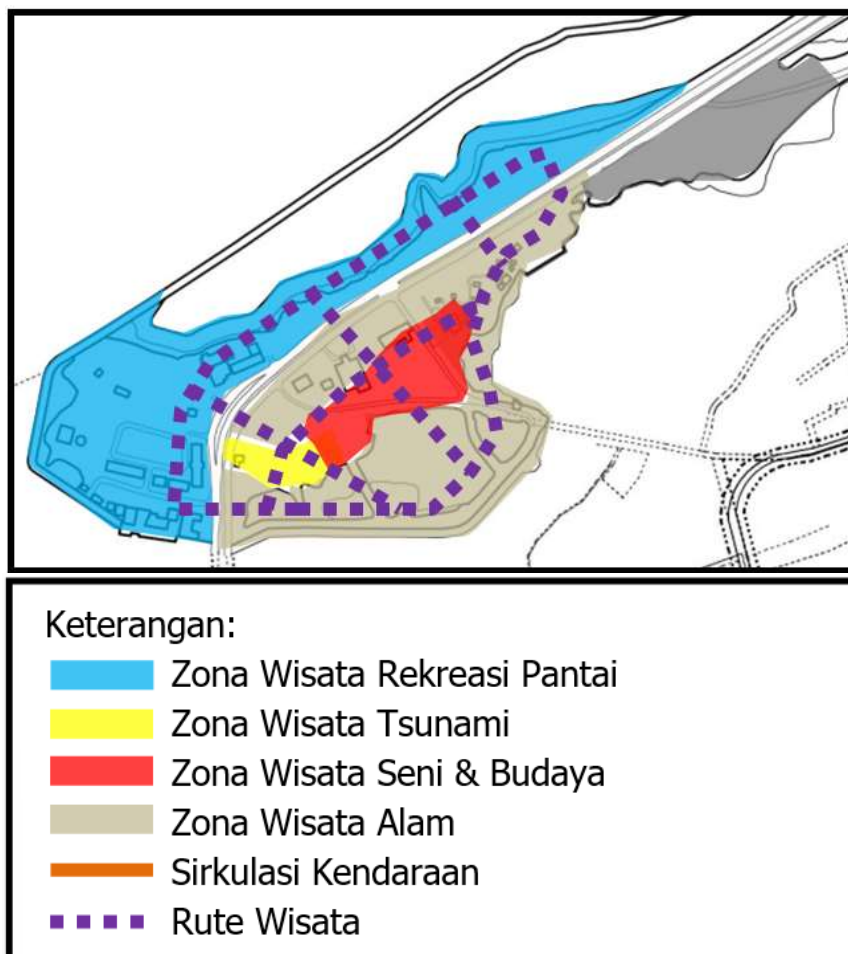 Keterangan:
Zona Wisata Rekreasi Pantai
Zona Wisata Tsunami
Zona Wisata Seni & Budaya
Zona Wisata Alam
Sirkulasi Kendaraan
Rute Wisata